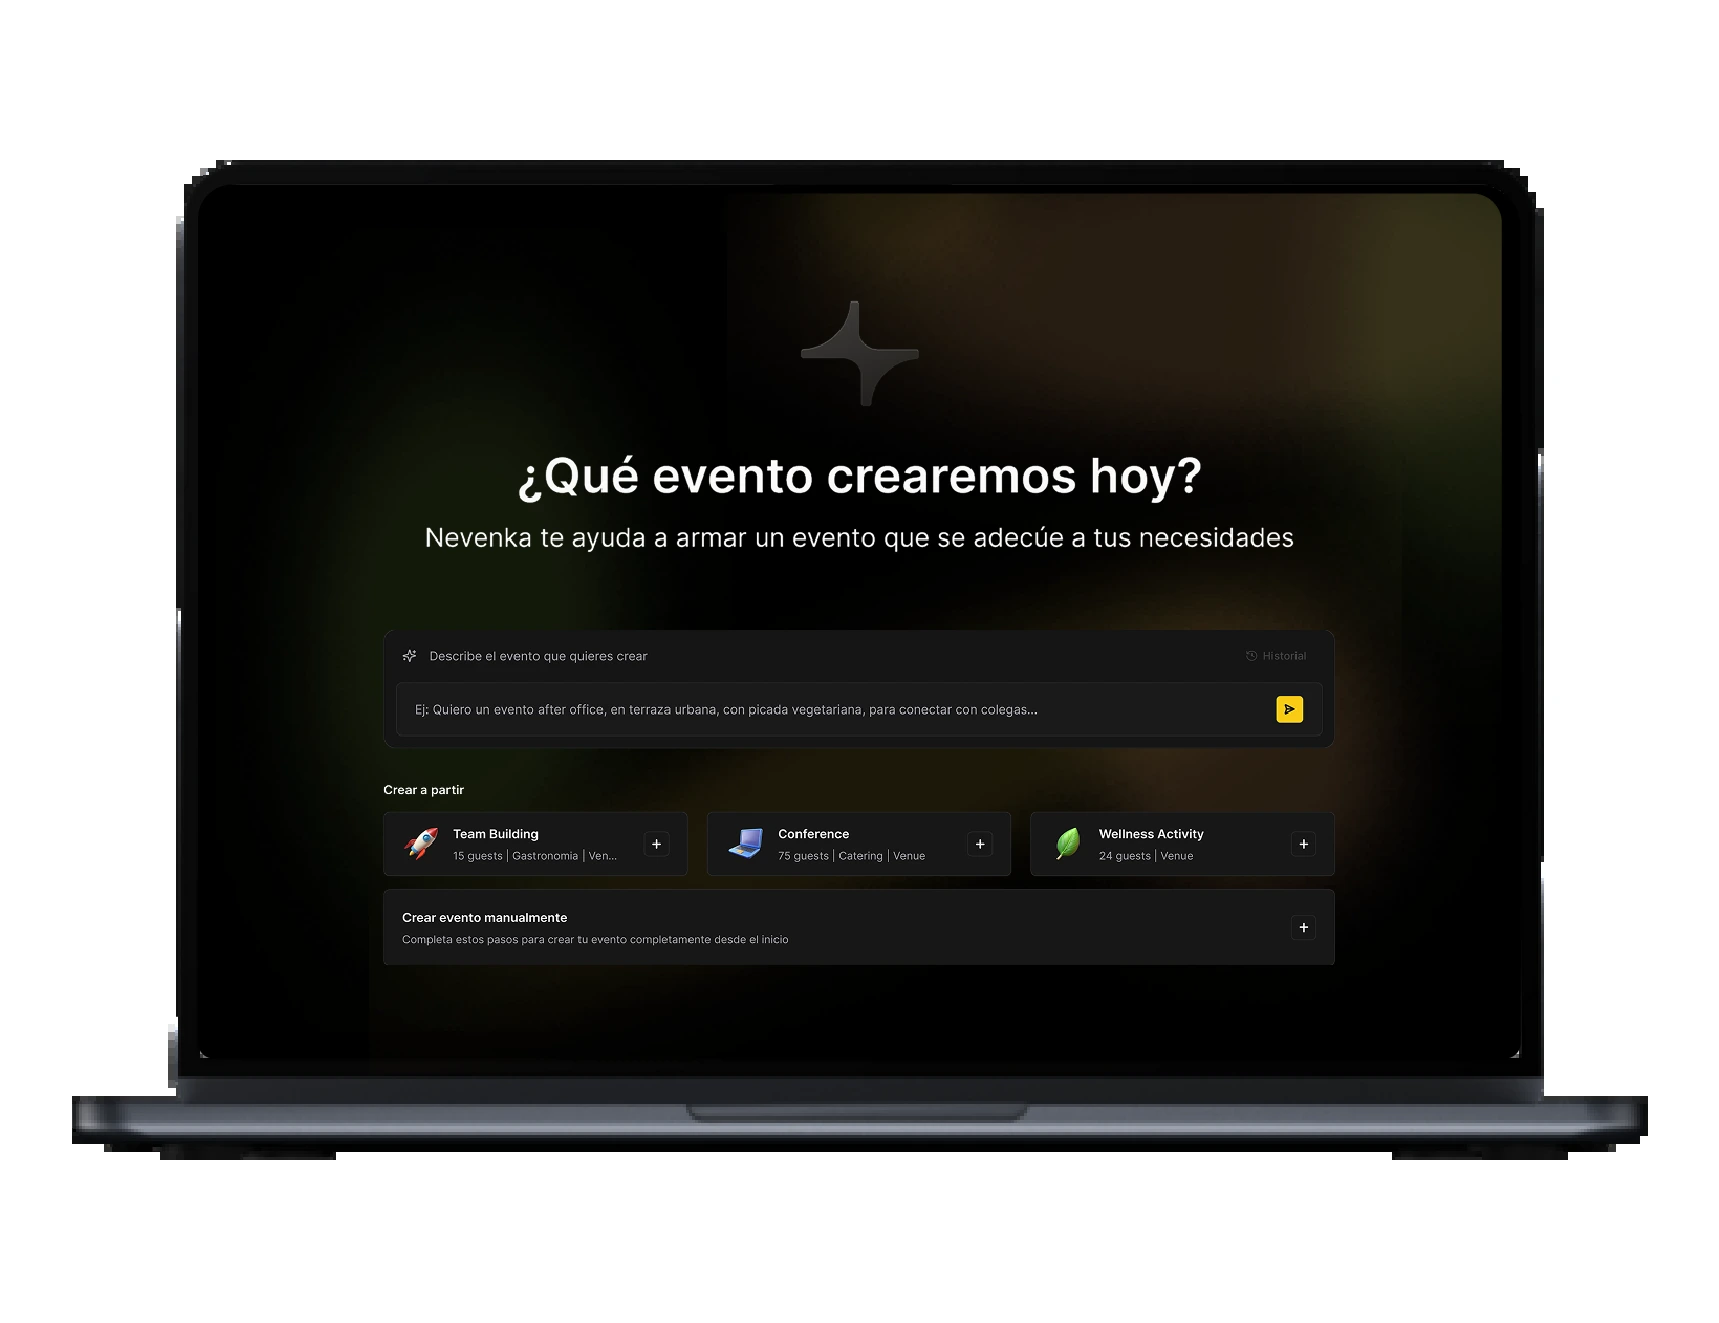 ¿Qué evento crearemos hoy?
Nevenka te ayuda a armar un evento que se adecúe a tus necesidades
Describe el evento que quieres crear
Historial
Ej: Quiero un evento after office, en terraza urbana, con picada vegetariana, para conectar con colegas...
Crear a partir
Team Building
15 guests | Gastronomia | Ven...
Conference
75 guests | Catering | Venue
Wellness Activity
24 guests | Venue
Crear evento manualmente
Completa estos pasos para crear tu evento completamente desde el inicio